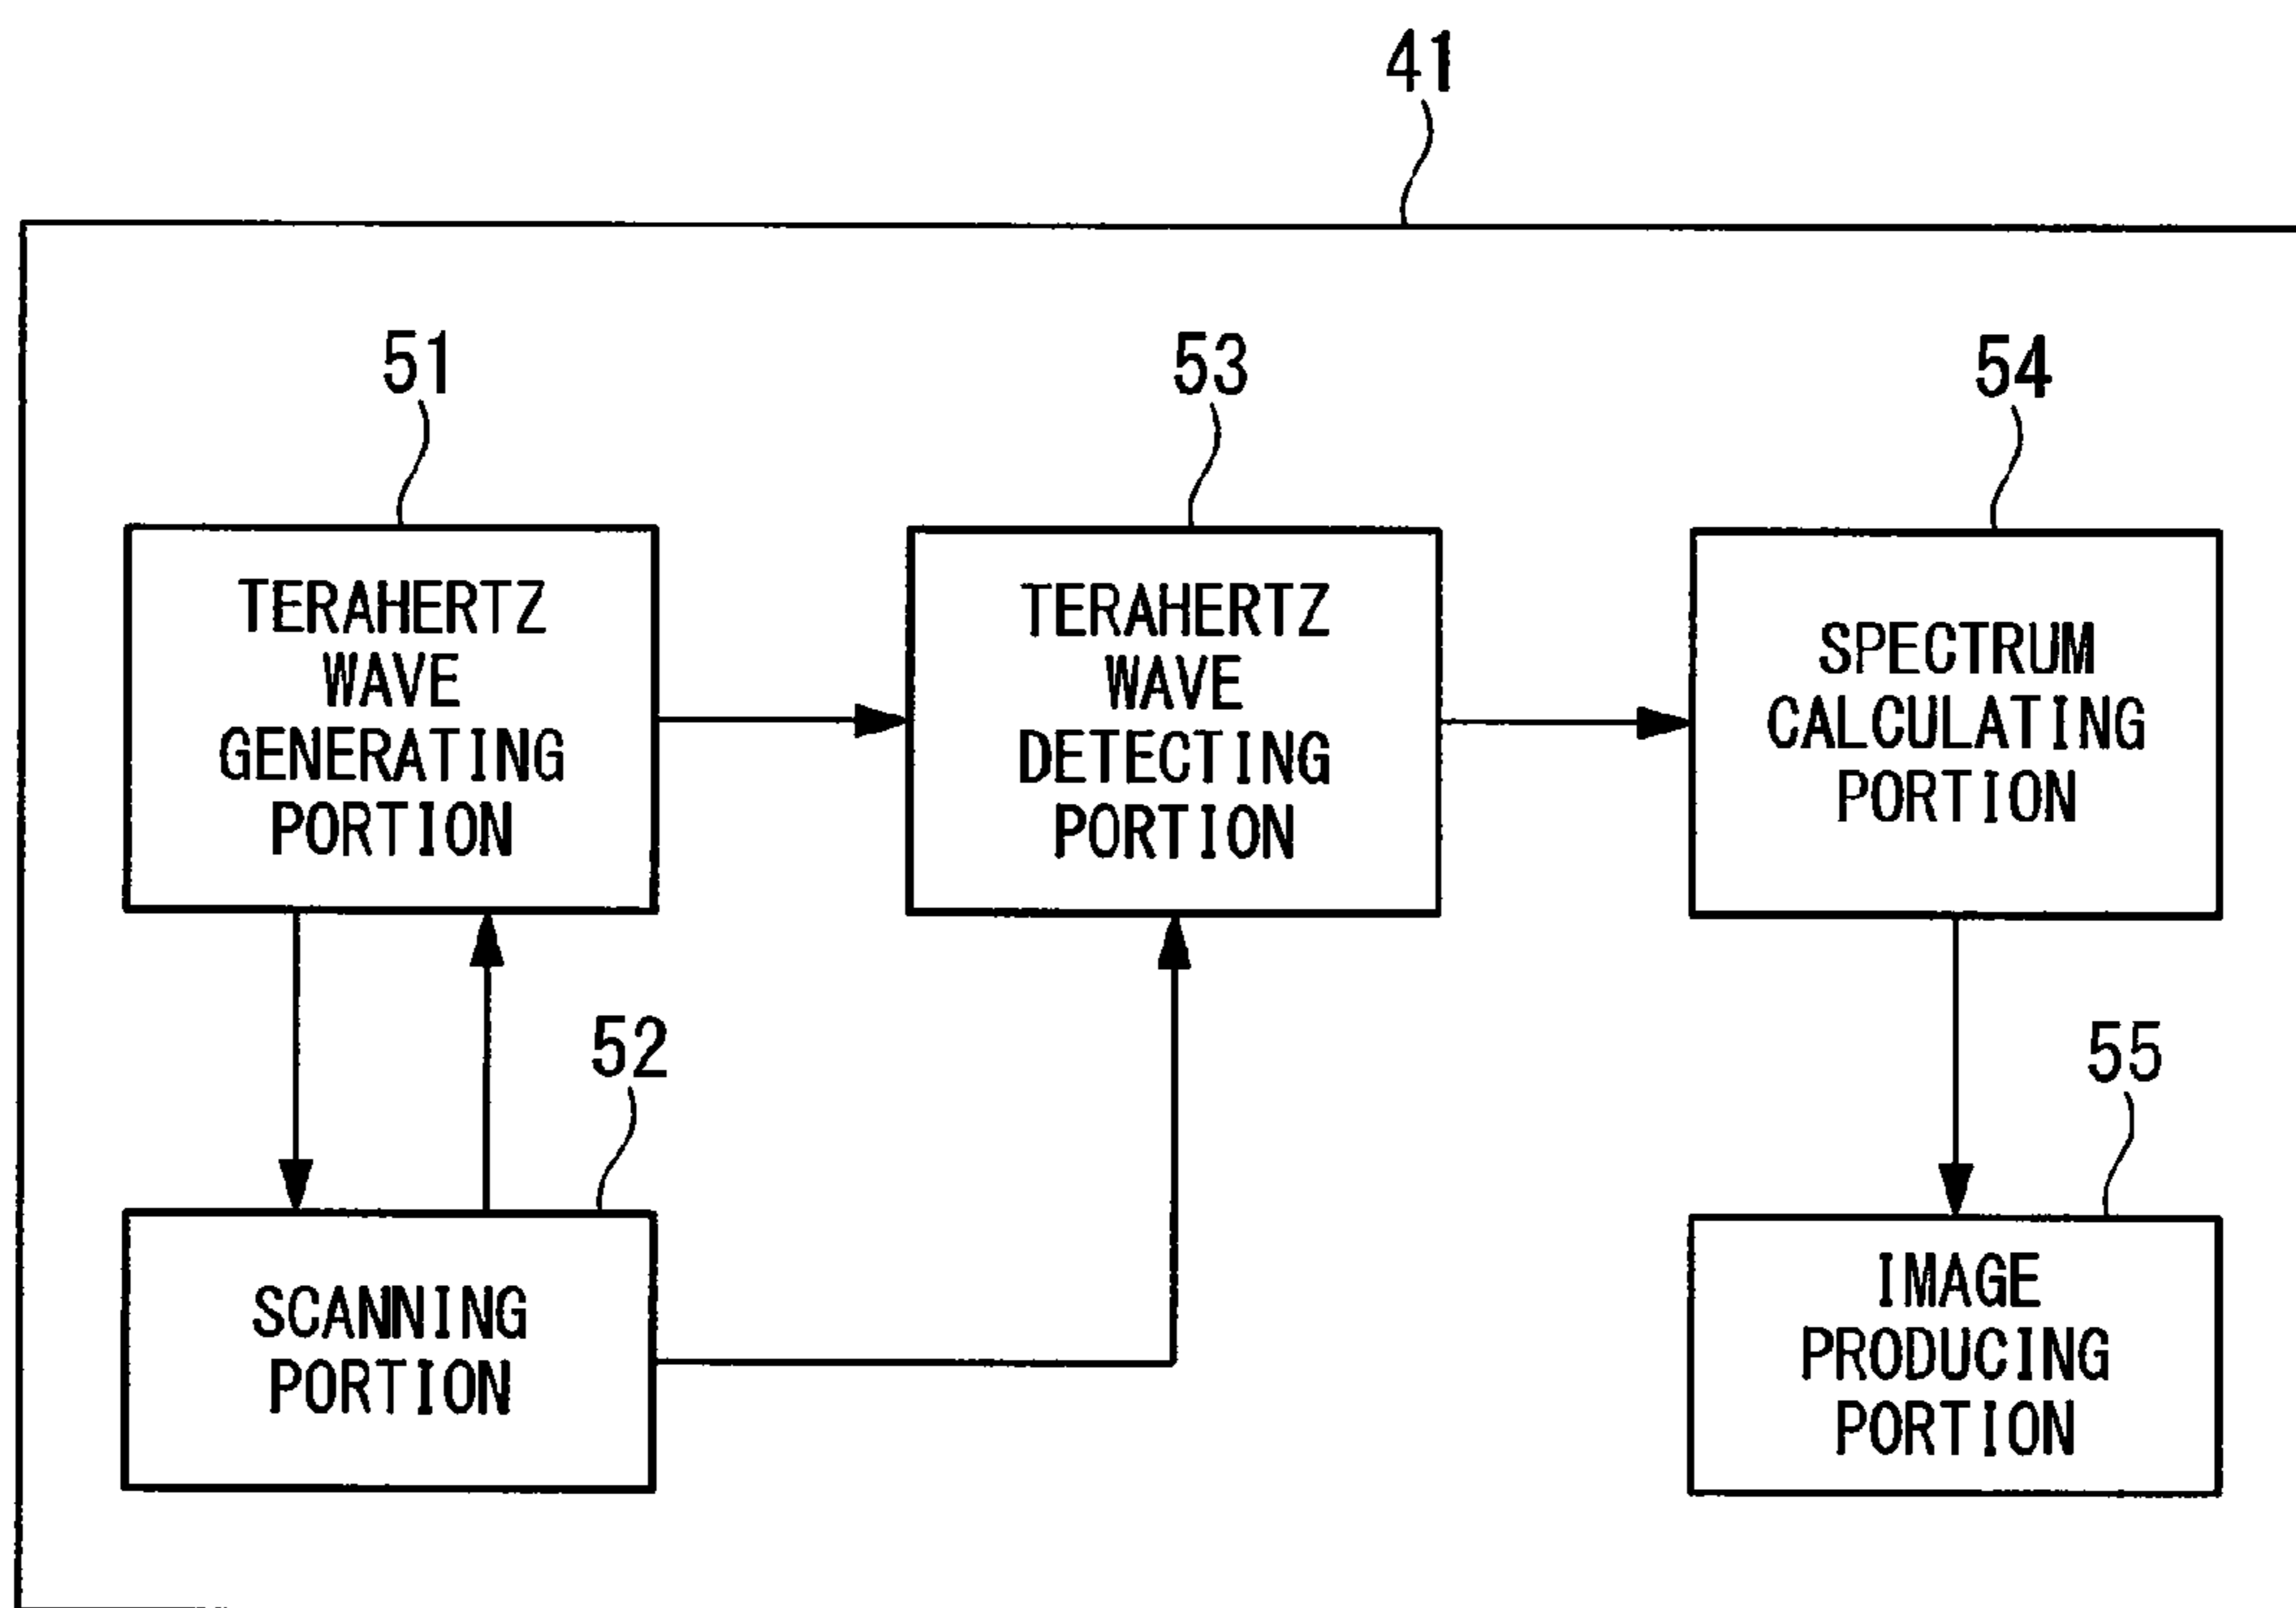 41
51
53
54
TERAHERTZ
WAVE
GENERATING
PORTION
TERAHERTZ
WAVE
DETECTING
PORTION
SPECTRUM
CALCULATING
PORTION
52
55
SCANNING
PORTION
IMAGE
PRODUCING
PORTION